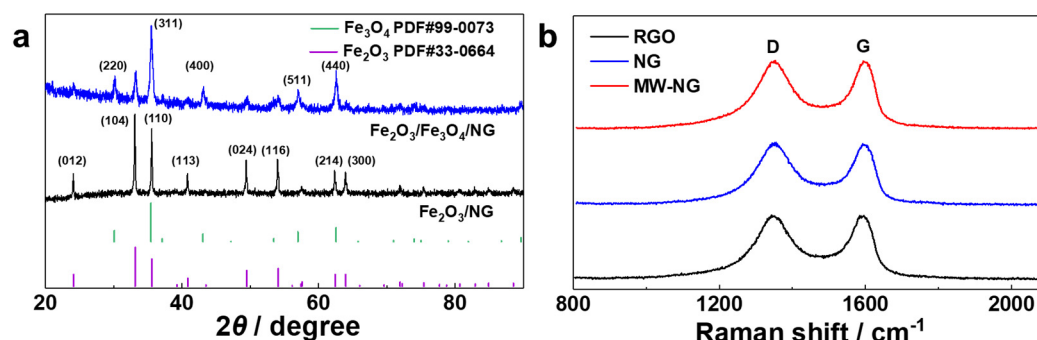 a
Fe₃O₄ PDF#99-0073
Fe₂O₃ PDF#33-0664
(311)
(220)
(400)
(511)
(440)
Fe₂O₃/Fe₃O₄/NG
(104)
(110)
(012)
(113)
(024)
(116)
(214)
(300)
Fe₂O₃/NG
20 40 60 80
2θ / degree
b
RGO
NG
MW-NG
D G
800 1200 1600 2000
Raman shift / cm⁻¹